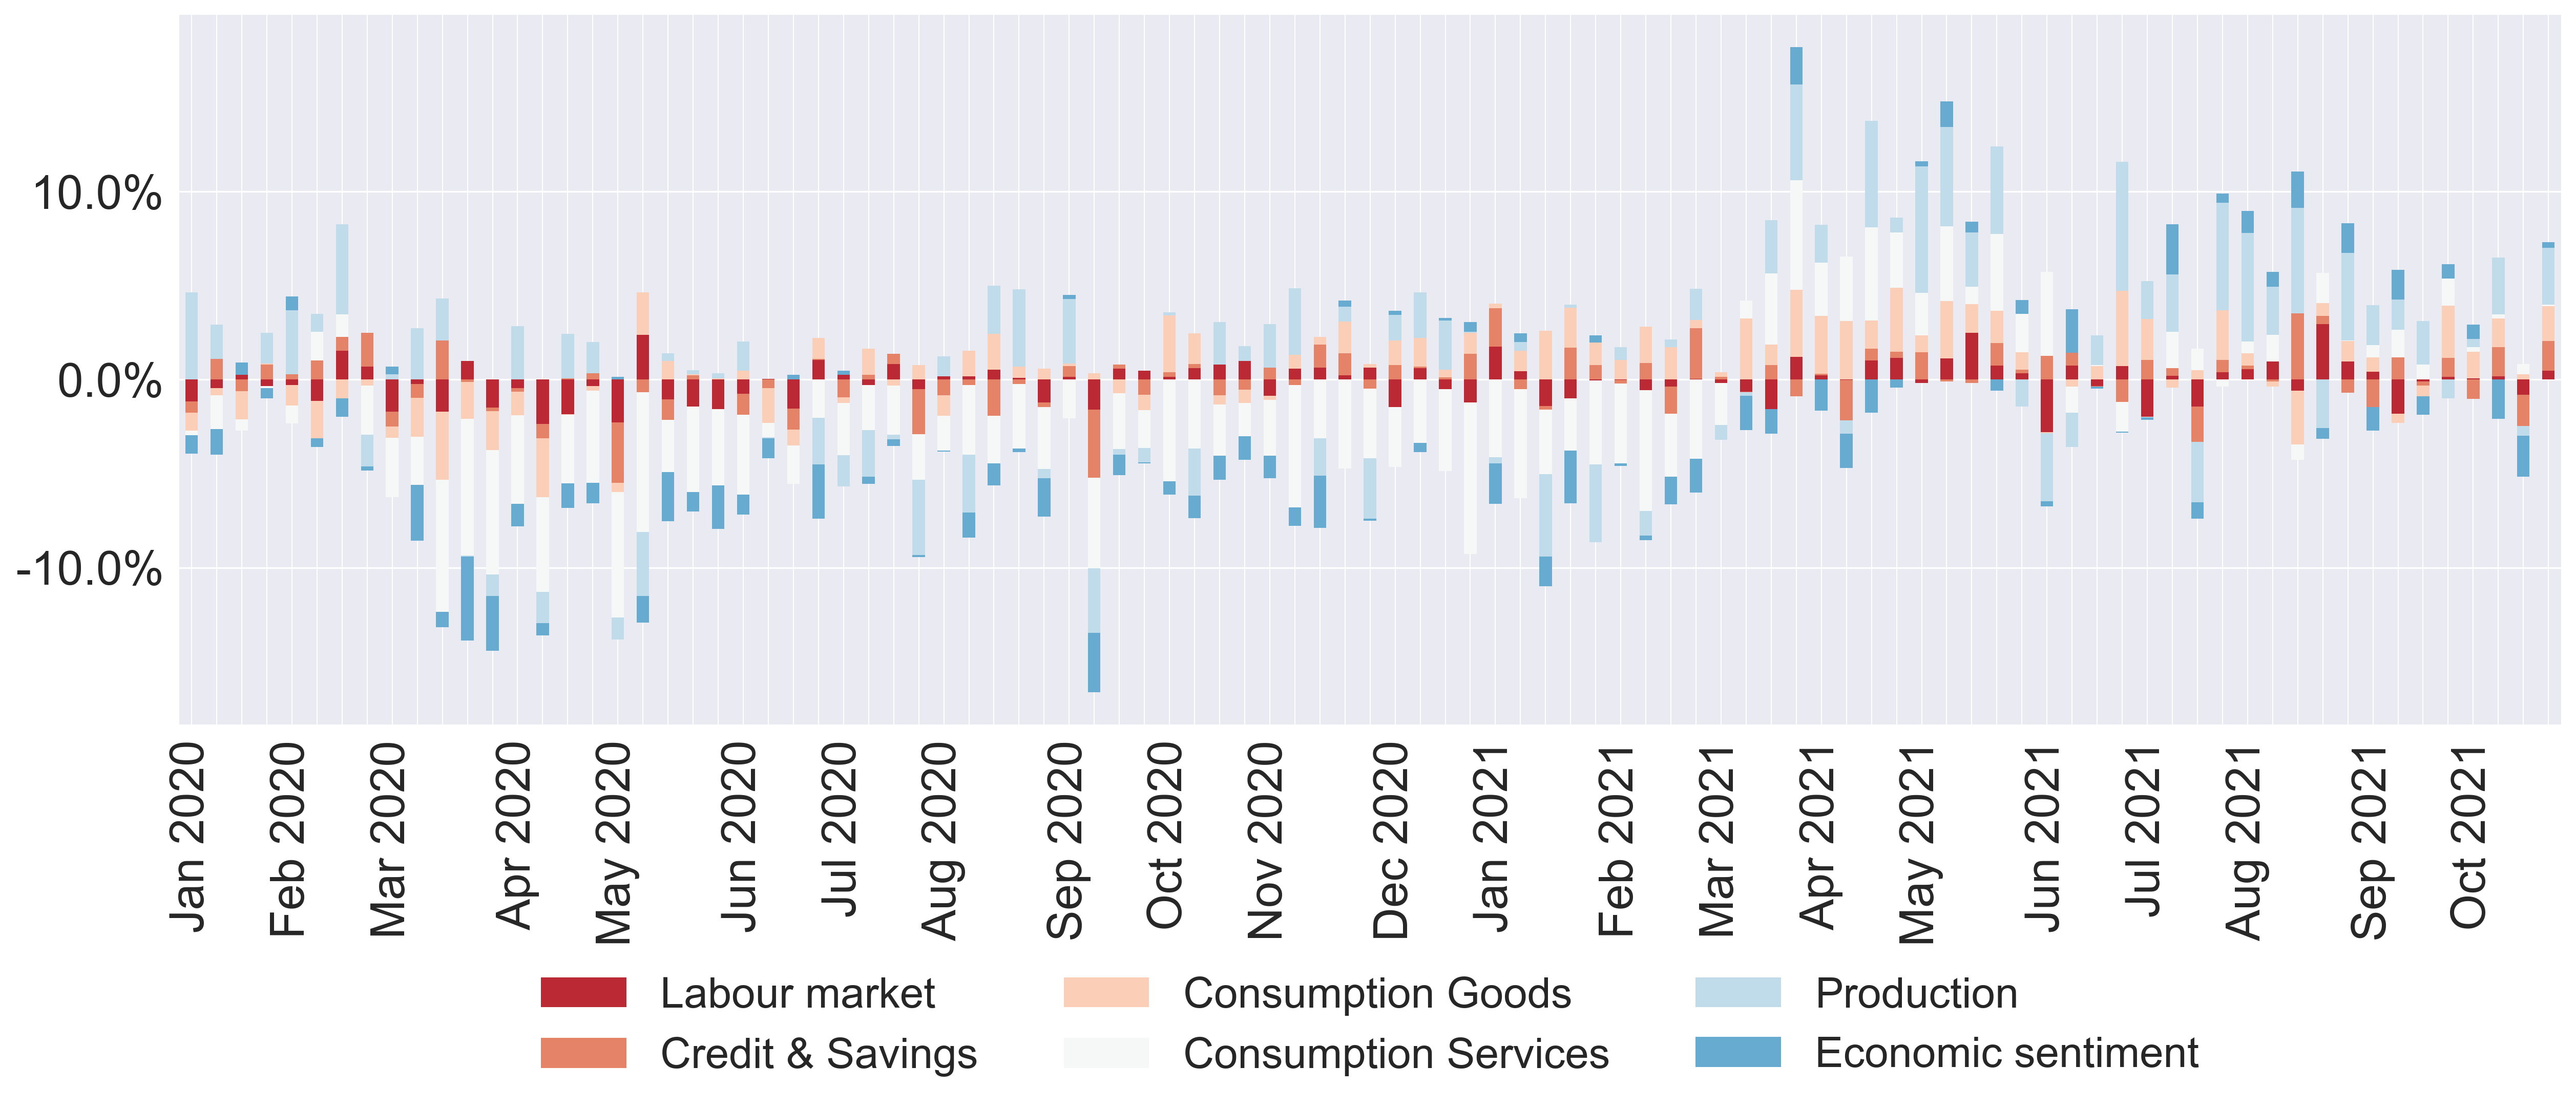 10.0%
0.0%
-10.0%
Jan 2020
Feb 2020
Mar 2020
Apr 2020
May 2020
Jun 2020
Jul 2020
Aug 2020
Sep 2020
Oct 2020
Nov 2020
Dec 2020
Jan 2021
Feb 2021
Mar 2021
Apr 2021
May 2021
Jun 2021
Jul 2021
Aug 2021
Sep 2021
Oct 2021
Labour market
Credit & Savings
Consumption Goods
Consumption Services
Production
Economic sentiment